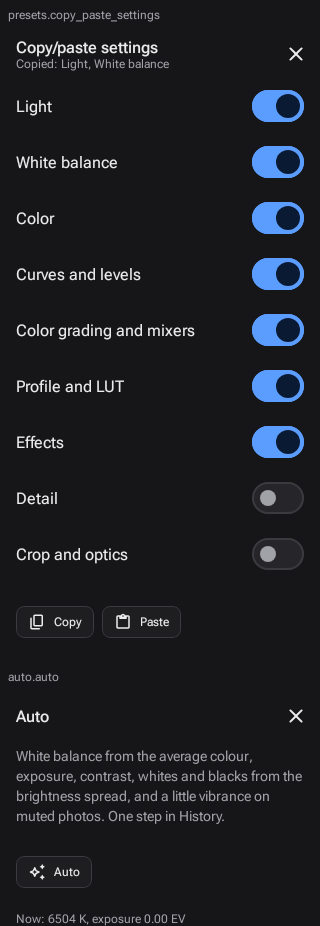 presets.copy_paste_settings
Copy/paste settings
Copied: Light, White balance
Light
White balance
Color
Curves and levels
Color grading and mixers
Profile and LUT
Effects
Detail
Crop and optics
Copy
Paste
auto.auto
Auto
White balance from the average colour,
exposure, contrast, whites and blacks from the
brightness spread, and a little vibrance on
muted photos. One step in History.
Auto
Now: 6504 K, exposure 0.00 EV